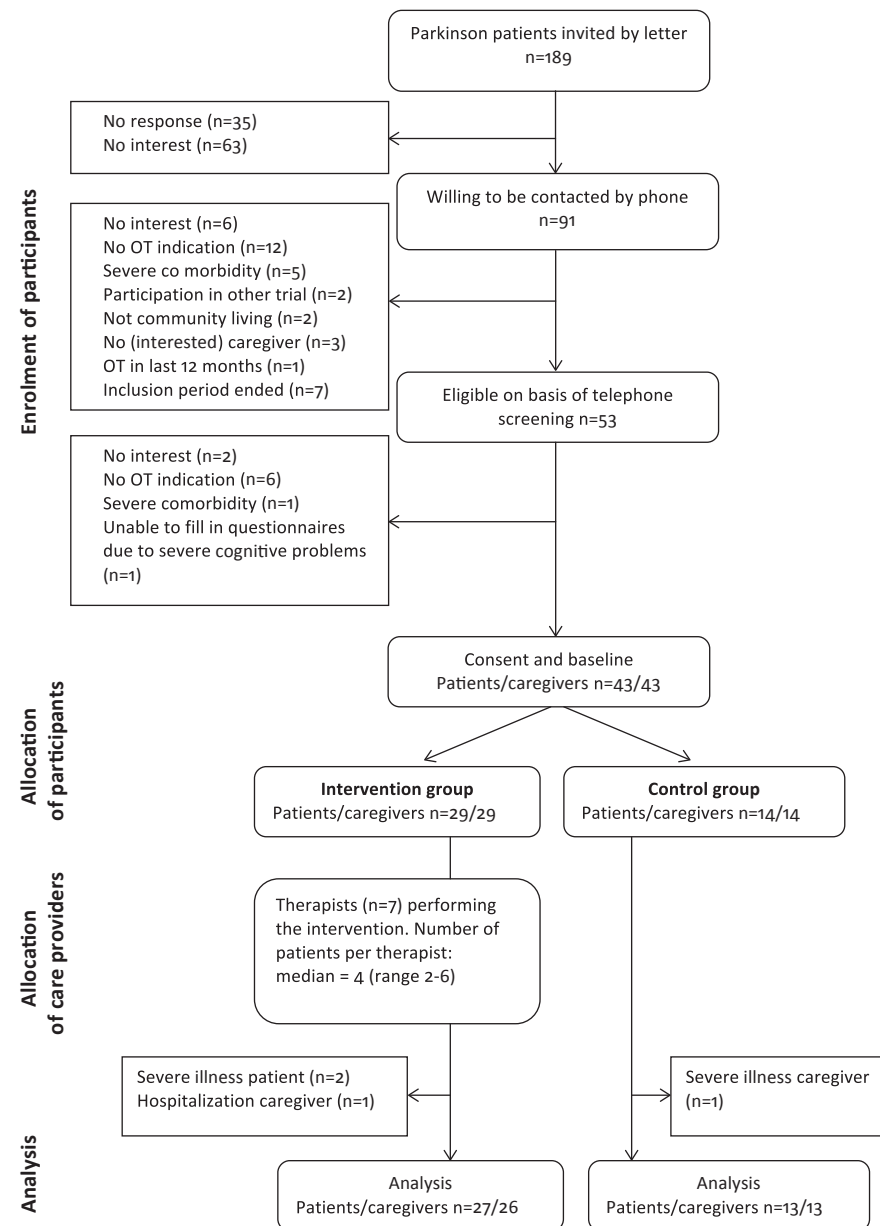 Parkinson patients invited by letter
n=189
No response (n=35)
No interest (n=63)
Willing to be contacted by phone
n=91
Enrolment of participants
No interest (n=6)
No OT indication (n=12)
Severe co morbidity (n=5)
Participation in other trial (n=2)
Not community living (n=2)
No (interested) caregiver (n=3)
OT in last 12 months (n=1)
Inclusion period ended (n=7)
Eligible on basis of telephone
screening n=53
No interest (n=2)
No OT indication (n=6)
Severe comorbidity (n=1)
Unable to fill in questionnaires
due to severe cognitive problems
(n=1)
Consent and baseline
Patients/caregivers n=43/43
Allocation
of participants
Intervention group
Patients/caregivers n=29/29
Control group
Patients/caregivers n=14/14
Allocation
of care providers
Therapists (n=7) performing
the intervention. Number of
patients per therapist:
median = 4 (range 2-6)
Severe illness patient (n=2)
Hospitalization caregiver (n=1)
Severe illness caregiver
(n=1)
Analysis
Analysis
Patients/caregivers n=27/26
Analysis
Patients/caregivers n=13/13